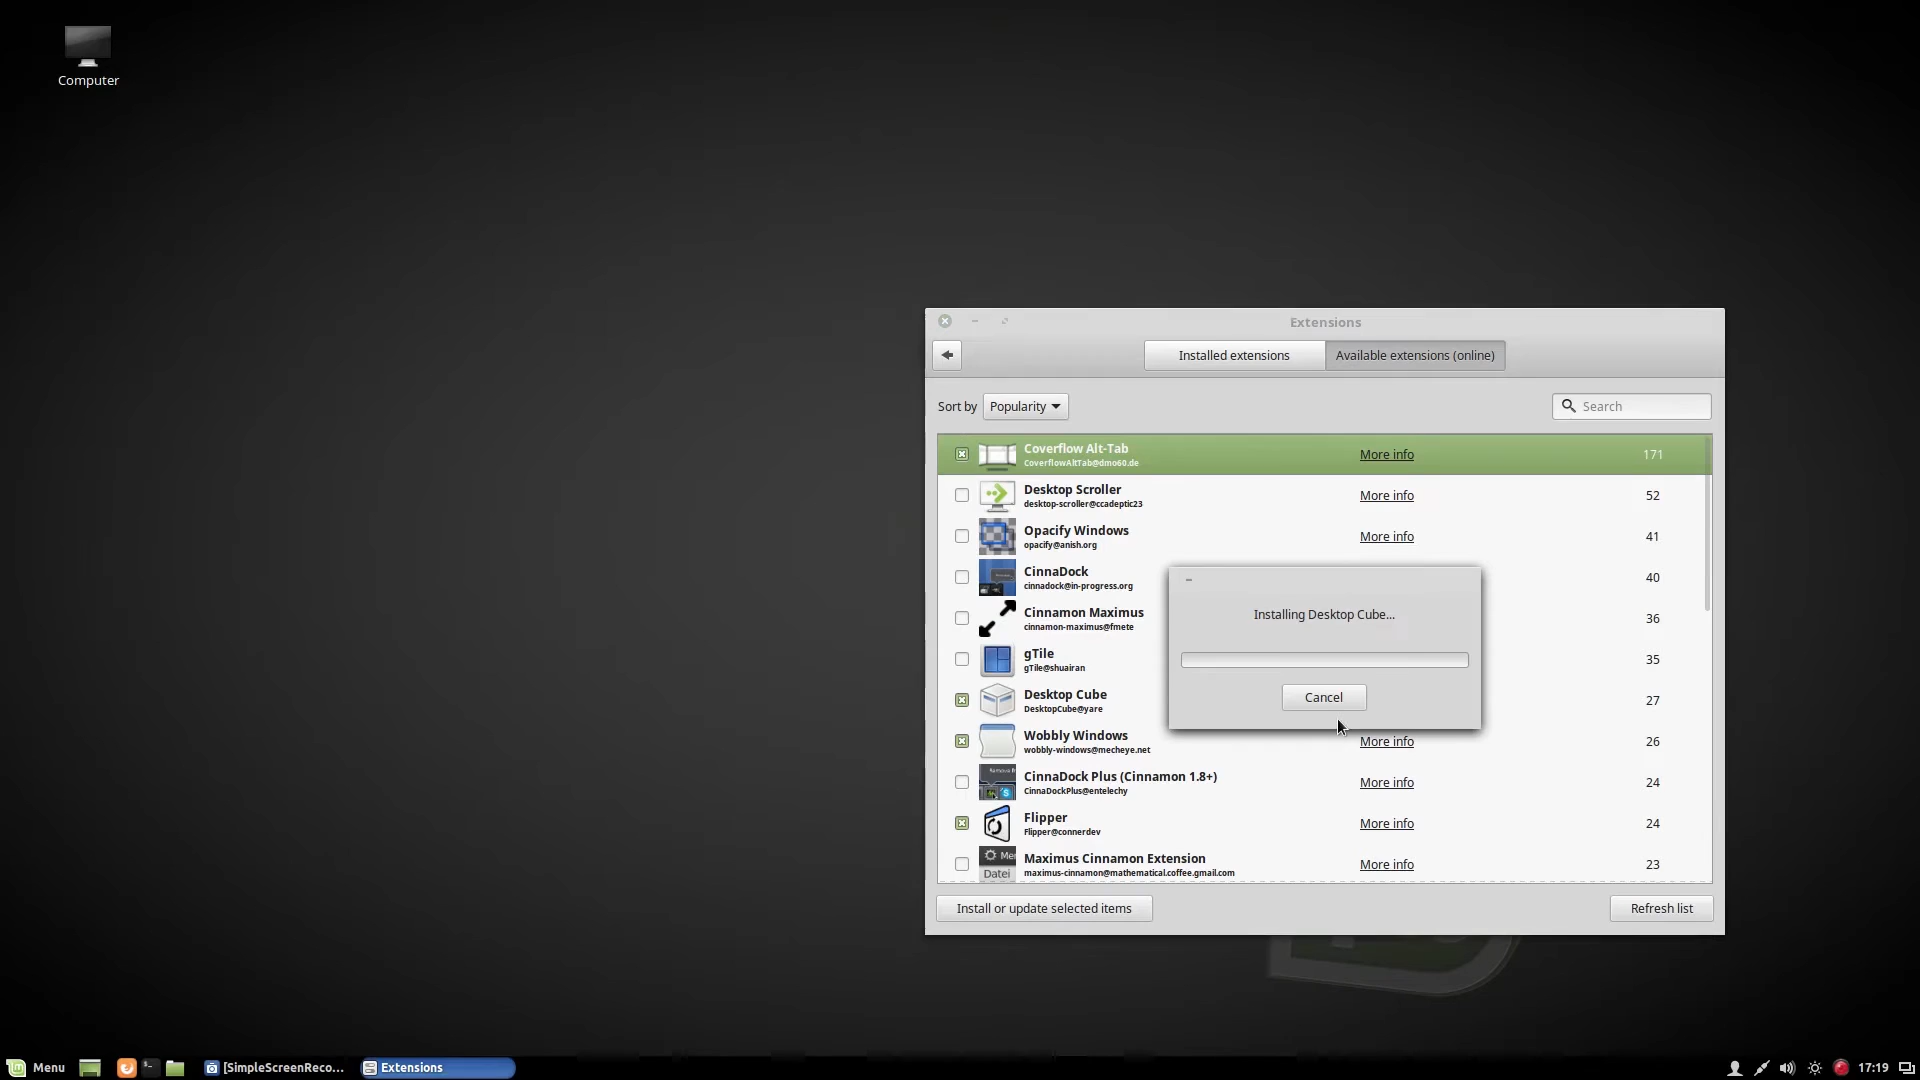 Computer
Extensions
Installed extensions
Available extensions (online)
Sort by
Popularity
Search
Coverflow Alt-Tab
CoverflowAltTab@dmo60.de
More info
171
Desktop Scroller
desktop-scroller@ccadeptic23
More info
52
Opacify Windows
opacify@anish.org
More info
41
CinnaDock
cinnadock@in-progress.org
40
Cinnamon Maximus
cinnamon-maximus@fmete
36
gTile
gTile@shuairan
35
Desktop Cube
DesktopCube@yare
27
Installing Desktop Cube...
Cancel
Wobbly Windows
wobbly-windows@mecheye.net
More info
26
CinnaDock Plus (Cinnamon 1.8+)
CinnaDockPlus@entelechy
More info
24
Flipper
Flipper@connerdev
More info
24
Me
Datei
Maximus Cinnamon Extension
maximus-cinnamon@mathematical.coffee.gmail.com
More info
23
Install or update selected items
Refresh list
Menu
[SimpleScreenReco...
Extensions
17:19